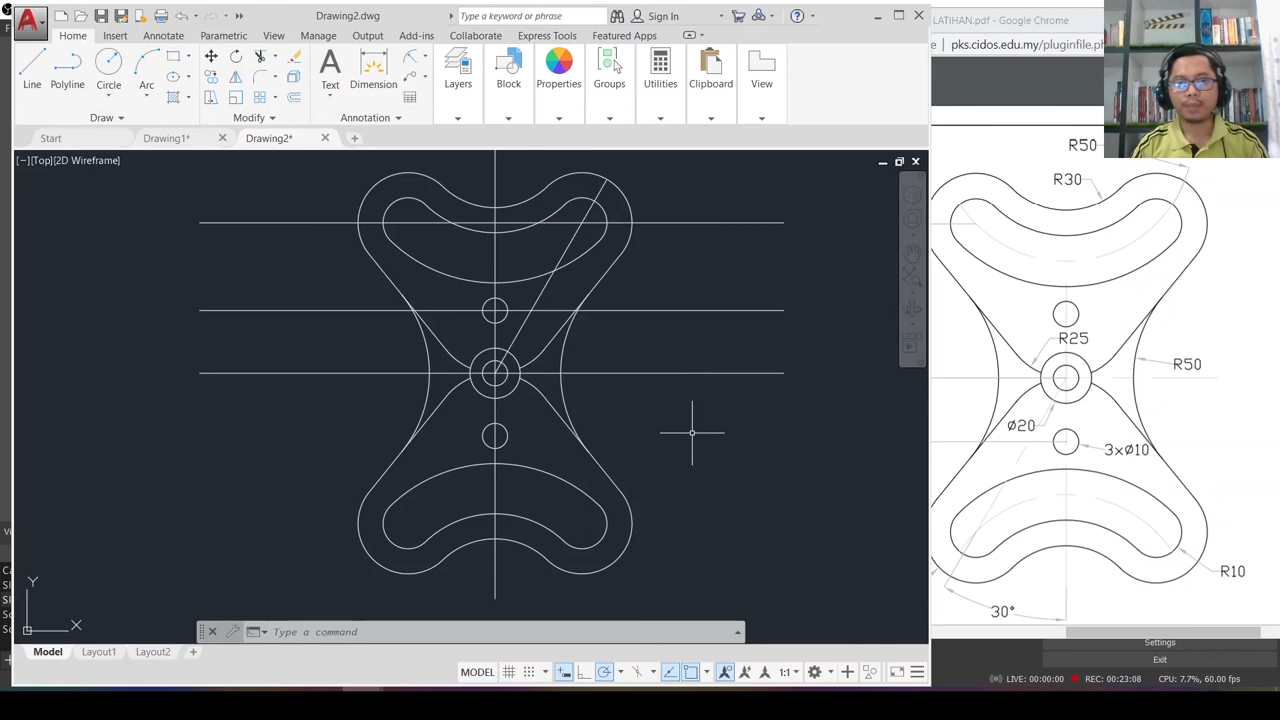 Drawing2.dwg
Type a keyword or phrase
Sign In
LATIHAN.pdf - Google Chrome
Home Insert Annotate Parametric View Manage Output Add-ins Collaborate Express Tools Featured Apps
pks.cidos.edu.my/pluginfile.ph
Line Polyline Circle Arc
Text Dimension
Layers Block Properties Groups Utilities Clipboard View
Draw Modify Annotation
Start Drawing1* Drawing2*
[−][Top][2D Wireframe]
R50
R30
R25
R50
Ø20
3xØ10
R10
30°
Y
X
Type a command
Model Layout1 Layout2
MODEL
1:1
Settings
Exit
LIVE: 00:00:00 REC: 00:23:08 CPU: 7.7%, 60.00 fps